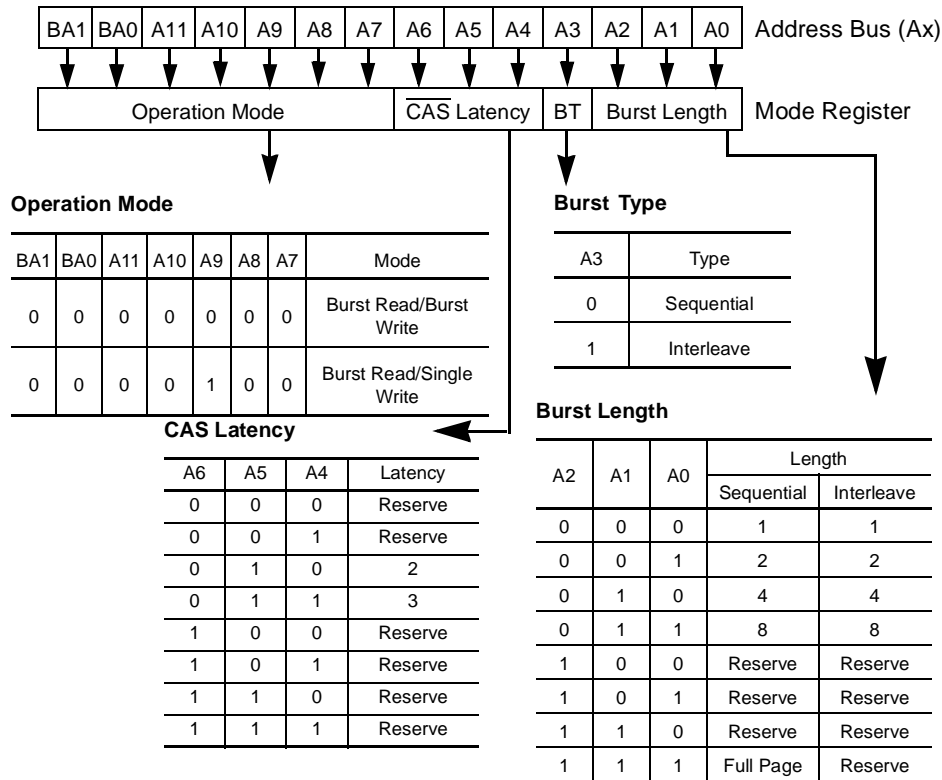 BA1 BA0 A11 A10 A9 A8 A7 A6 A5 A4 A3 A2 A1 A0 Address Bus (Ax)
Operation Mode CAS Latency BT Burst Length Mode Register
Operation Mode
BA1 BA0 A11 A10 A9 A8 A7 Mode
0 0 0 0 0 0 0 Burst Read/Burst
Write
0 0 0 0 1 0 0 Burst Read/Single
Write
Burst Type
A3 Type
0 Sequential
1 Interleave
CAS Latency
A6 A5 A4 Latency
0 0 0 Reserve
0 0 1 Reserve
0 1 0 2
0 1 1 3
1 0 0 Reserve
1 0 1 Reserve
1 1 0 Reserve
1 1 1 Reserve
Burst Length
A2 A1 A0 Length
Sequential Interleave
0 0 0 1 1
0 0 1 2 2
0 1 0 4 4
0 1 1 8 8
1 0 0 Reserve Reserve
1 0 1 Reserve Reserve
1 1 0 Reserve Reserve
1 1 1 Full Page Reserve